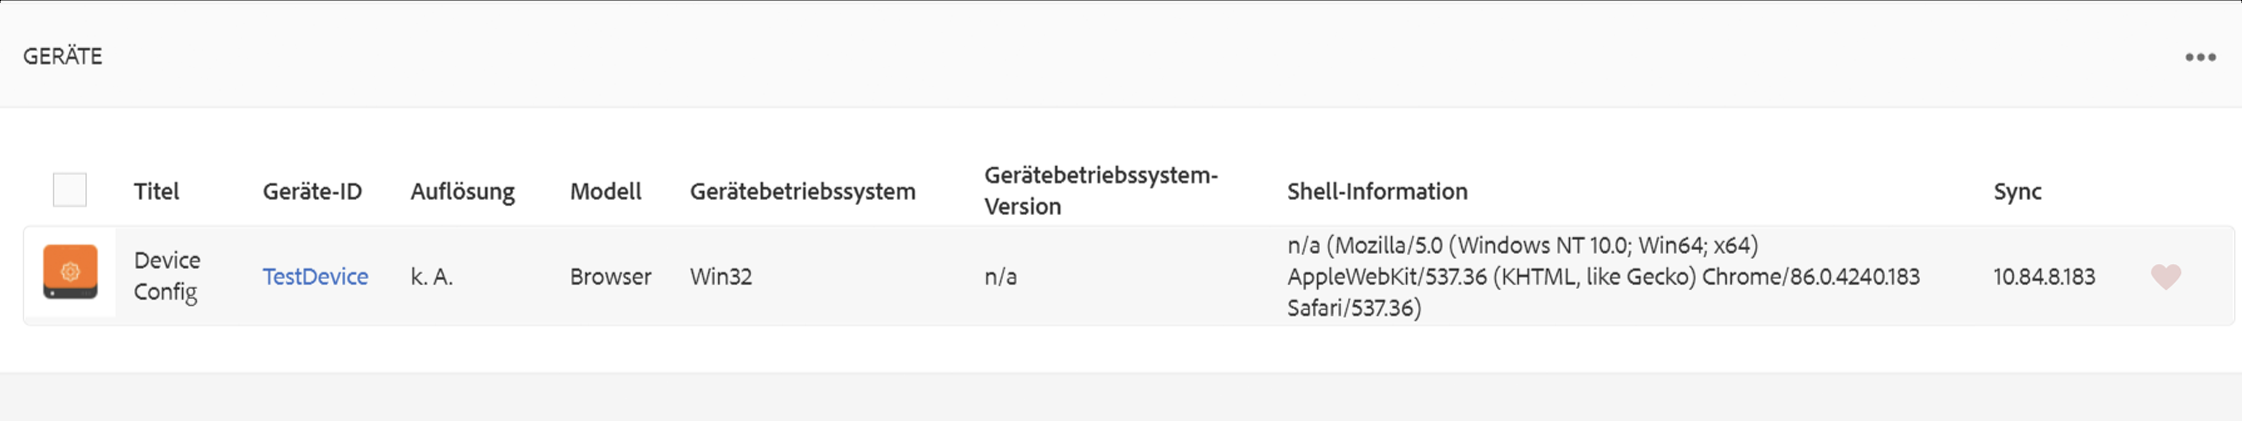 GERÄTE
Titel
Geräte-ID
Auflösung
Modell
Gerätebetriebssystem
Gerätebetriebssystem-
Version
Shell-Information
Sync
Device
Config
TestDevice
k. A.
Browser
Win32
n/a
n/a (Mozilla/5.0 (Windows NT 10.0; Win64; x64)
AppleWebKit/537.36 (KHTML, like Gecko) Chrome/86.0.4240.183
Safari/537.36)
10.84.8.183